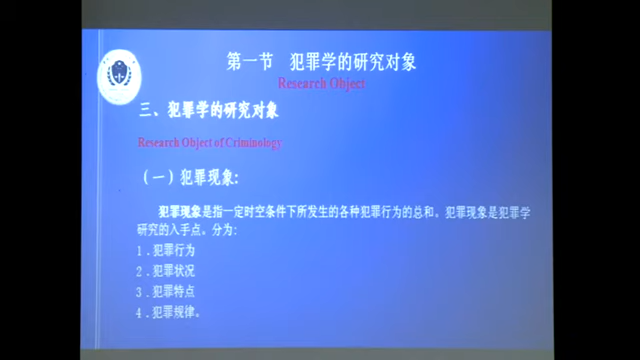 第一节 犯罪学的研究对象
Research Object
三、犯罪学的研究对象
Research Object of Criminology
(一)犯罪现象:
犯罪现象是指一定时空条件下所发生的各种犯罪行为的总和。犯罪现象是犯罪学
研究的入手点。分为:
1.犯罪行为
2.犯罪状况
3.犯罪特点
4.犯罪规律。